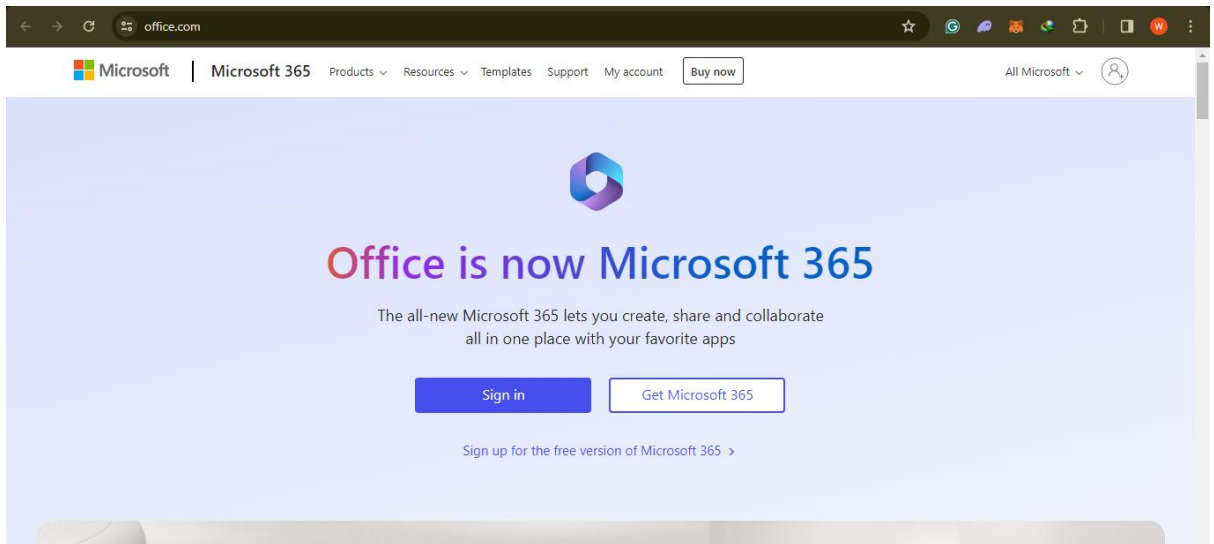 office.com
W
Microsoft
Microsoft 365 Products Resources Templates Support My account Buy now All Microsoft
Office is now Microsoft 365
The all-new Microsoft 365 lets you create, share and collaborate
all in one place with your favorite apps
Sign in Get Microsoft 365
Sign up for the free version of Microsoft 365 >